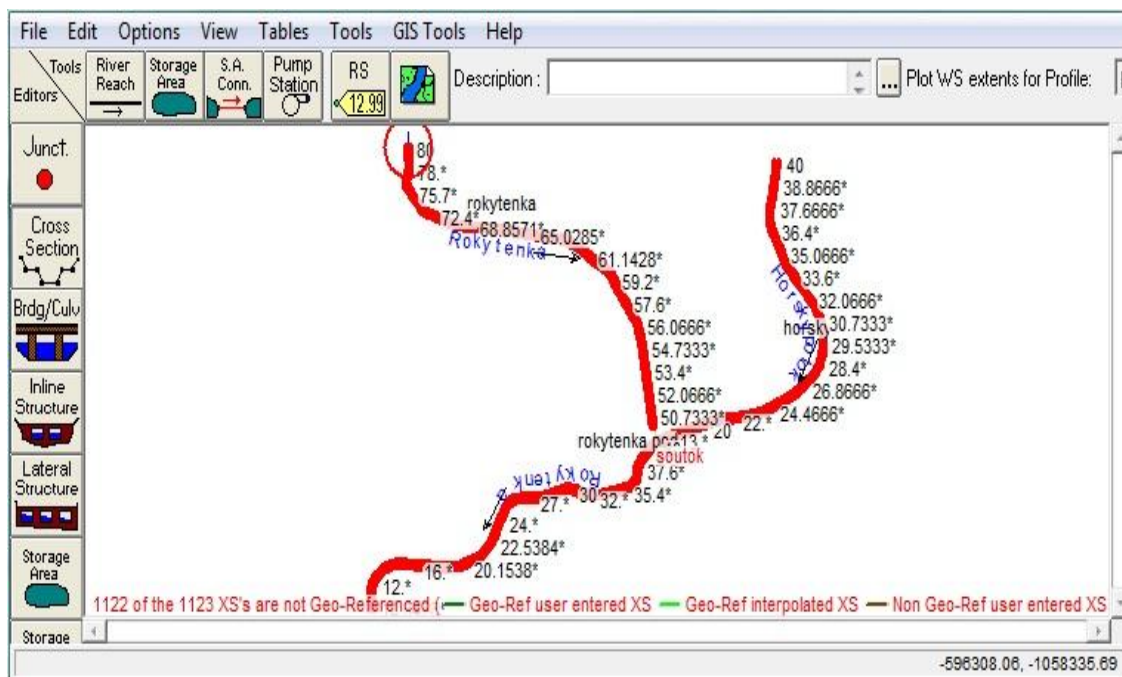 File Edit Options View Tables Tools GIS Tools Help
Tools
Editors
River Reach
Storage Area
S.A. Conn.
Pump Station
RS
12.99
Description :
...
Plot WS extents for Profile:
Junct.
Cross Section
Brdg/Culv
Inline Structure
Lateral Structure
Storage Area
Storage
80
78.*
75.7*
72.4*
rokytenka
68.8571*
65.0285*
Rokytenka
61.1428*
59.2*
57.6*
56.0666*
54.7333*
53.4*
52.0666*
50.7333*
40
38.8666*
37.6666*
36.4*
35.0666*
33.6*
32.0666*
horsky
30.7333*
29.5333*
28.4*
26.8666*
24.4666*
22.*
20
rokytenka
soutok
37.6*
35.4*
32.*
30
27.*
24.*
22.5384*
20.1538*
16.*
12.*
1122 of the 1123 XS's are not Geo-Referenced (
Geo-Ref user entered XS
Geo-Ref interpolated XS
Non Geo-Ref user entered XS
-596308.06, -1058335.69